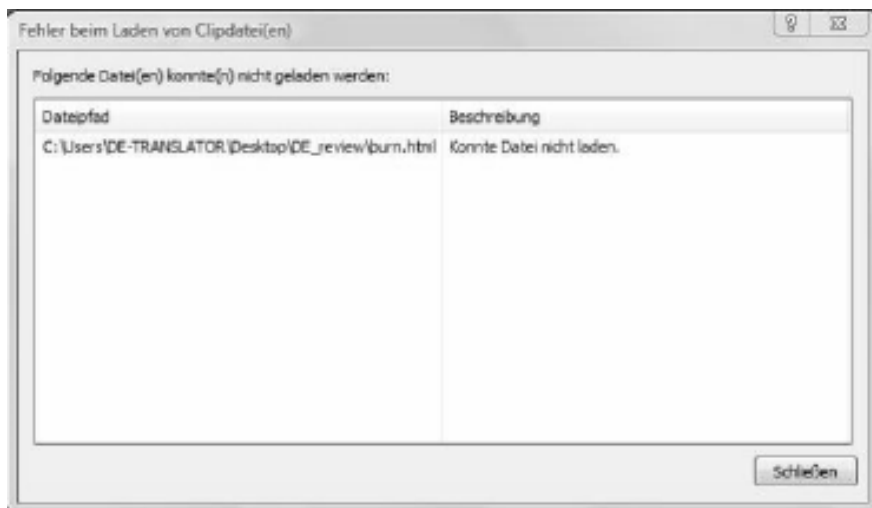 Fehler beim Laden von Clipdatei(en)
Folgende Datei(en) konnte(n) nicht geladen werden:
Dateipfad Beschreibung
C:\Users\DE-TRANSLATOR\Desktop\DE_review\burn.html Konnte Datei nicht laden.
Schließen